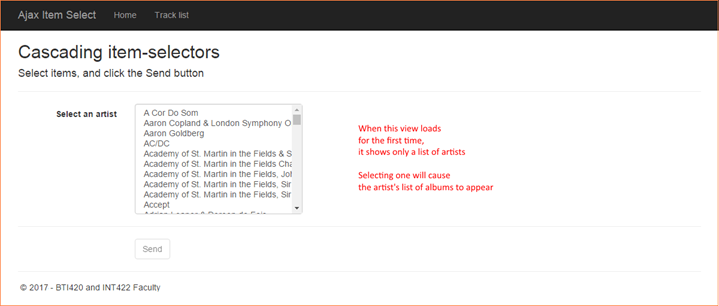 Ajax Item Select Home Track list
Cascading item-selectors
Select items, and click the Send button
Select an artist
A Cor Do Som
Aaron Copland & London Symphony O
Aaron Goldberg
AC/DC
Academy of St. Martin in the Fields & S
Academy of St. Martin in the Fields Cha
Academy of St. Martin in the Fields, Joh
Academy of St. Martin in the Fields, Sir
Academy of St. Martin in the Fields, Sir
Accept
When this view loads
for the first time,
it shows only a list of artists
Selecting one will cause
the artist's list of albums to appear
Send
© 2017 - BTI420 and INT422 Faculty